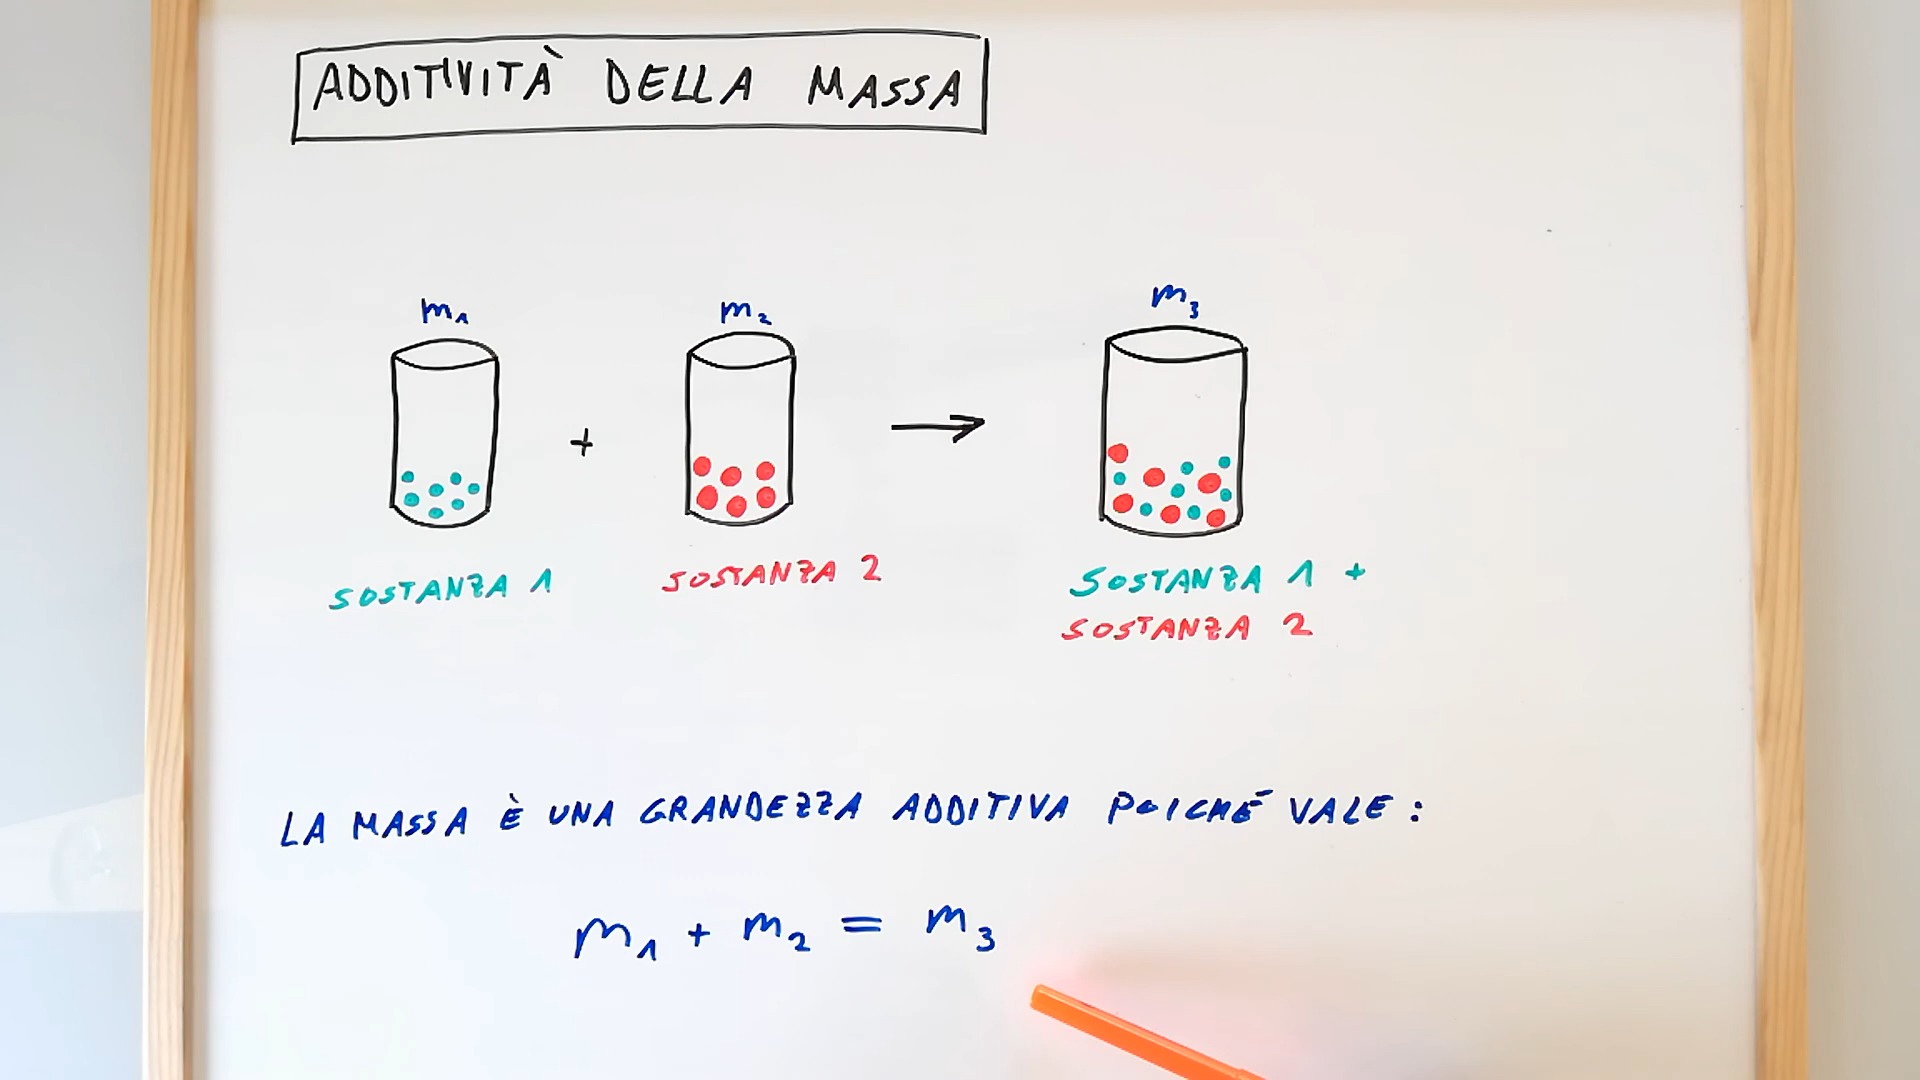 ADDITIVITÀ DELLA MASSA
m₁ m₂ m₃
+ →
SOSTANZA 1 SOSTANZA 2 SOSTANZA 1 +
SOSTANZA 2
LA MASSA È UNA GRANDEZZA ADDITIVA POICHÉ VALE:
m₁ + m₂ = m₃